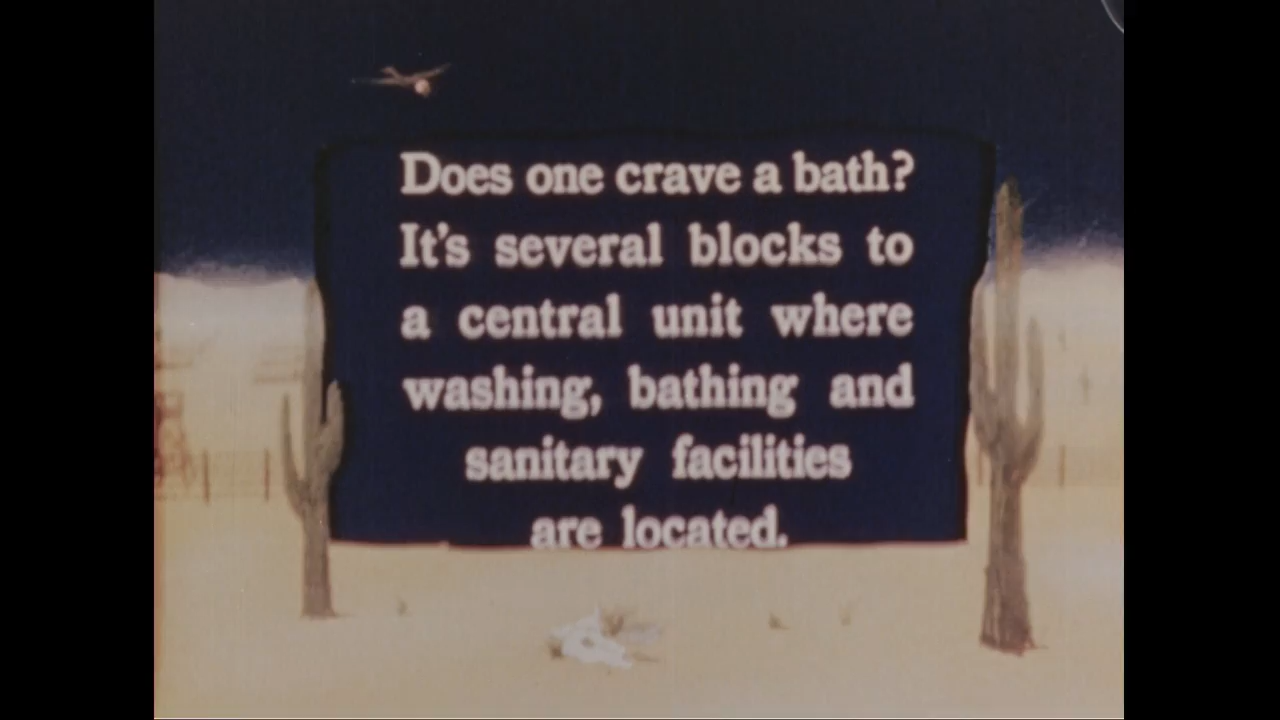 Does one crave a bath?
It's several blocks to
a central unit where
washing, bathing and
sanitary facilities
are located.